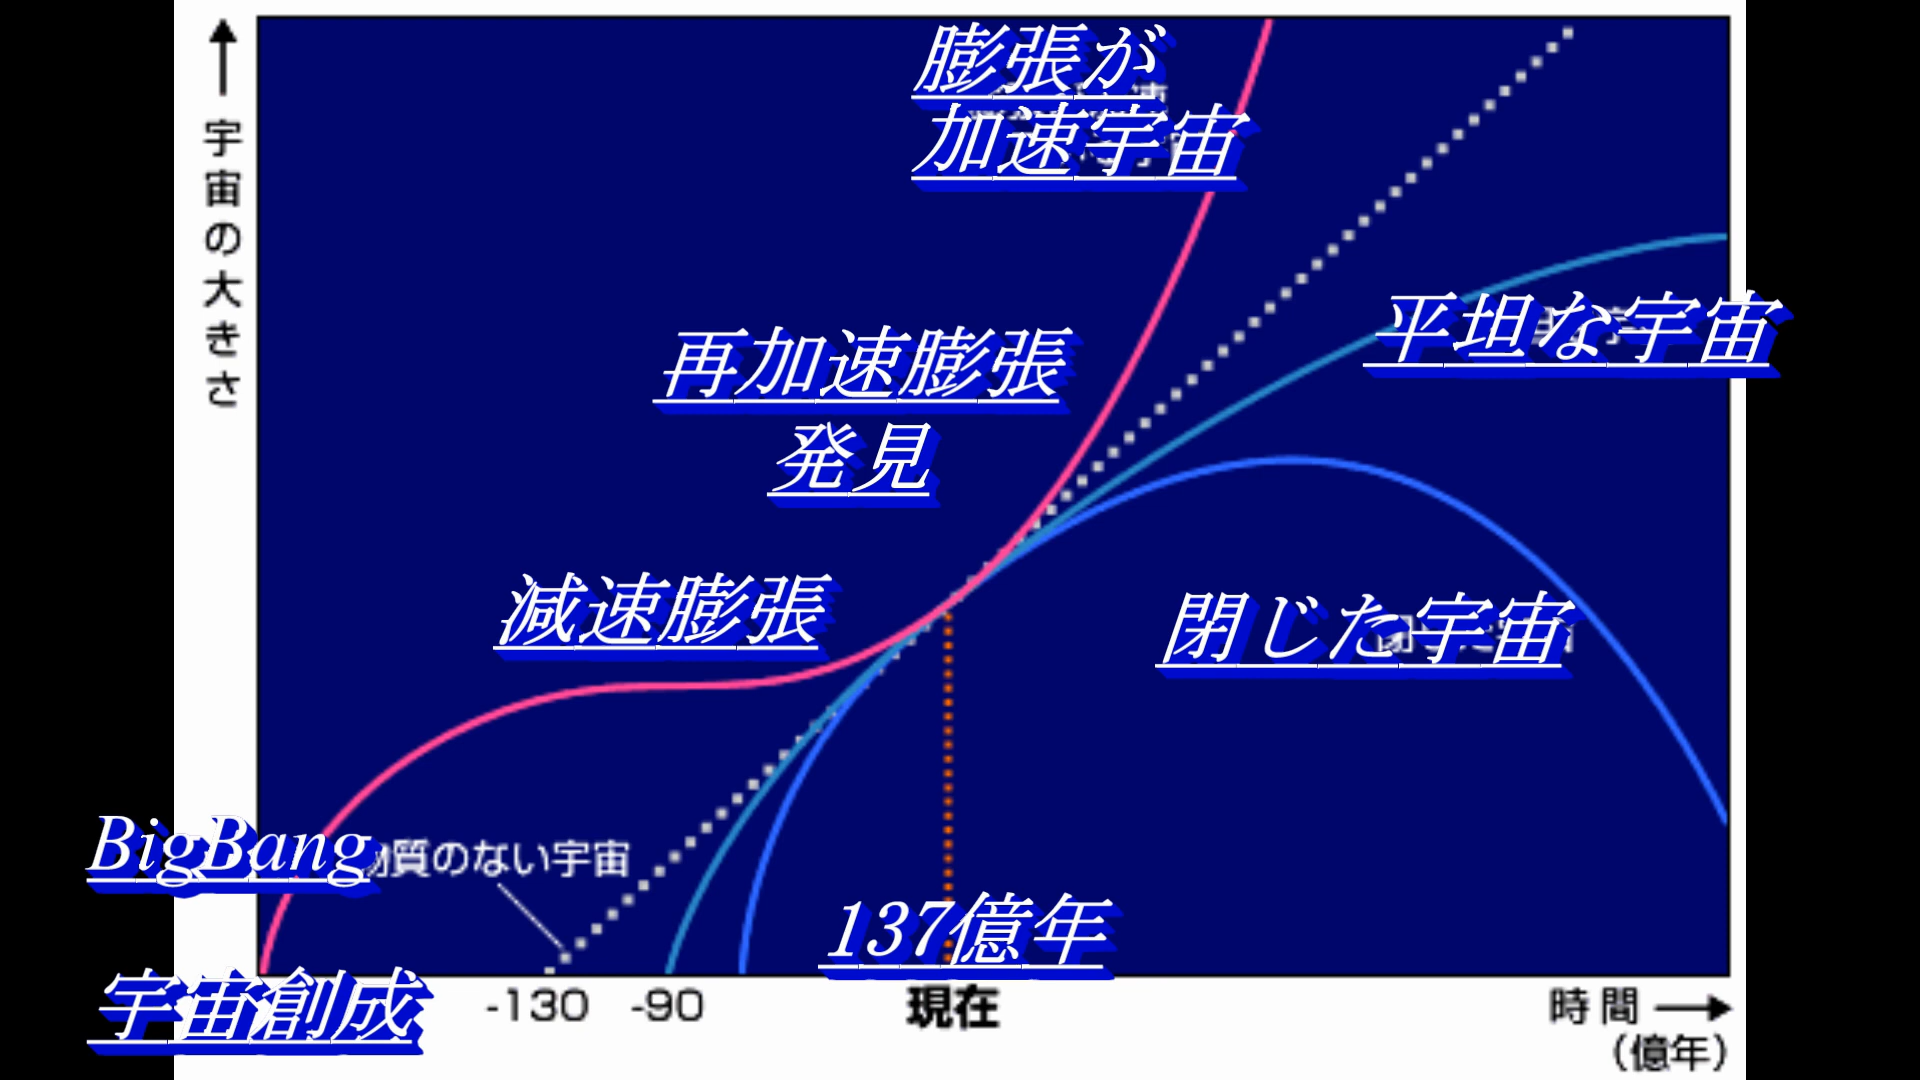 宇宙の大きさ
膨張が
加速宇宙
再加速膨張
発見
平坦な宇宙
減速膨張
閉じた宇宙
BigBang
質のない宇宙
137億年
宇宙創成
-130
-90
現在
時間
(億年)